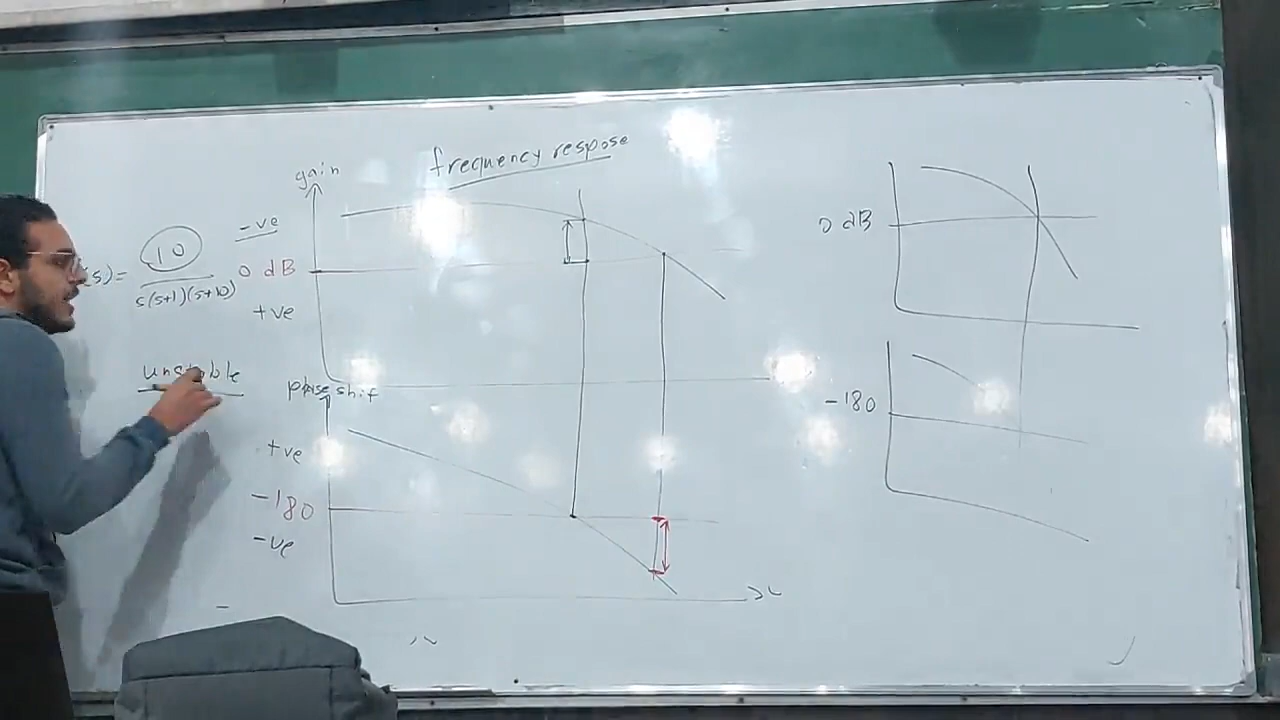 frequency respose
gain
-ve
10
(s)=
s(s+1)(s+10)
0 dB
+ve
unstable
phase shif
+ve
-180
-ve
0 dB
-180